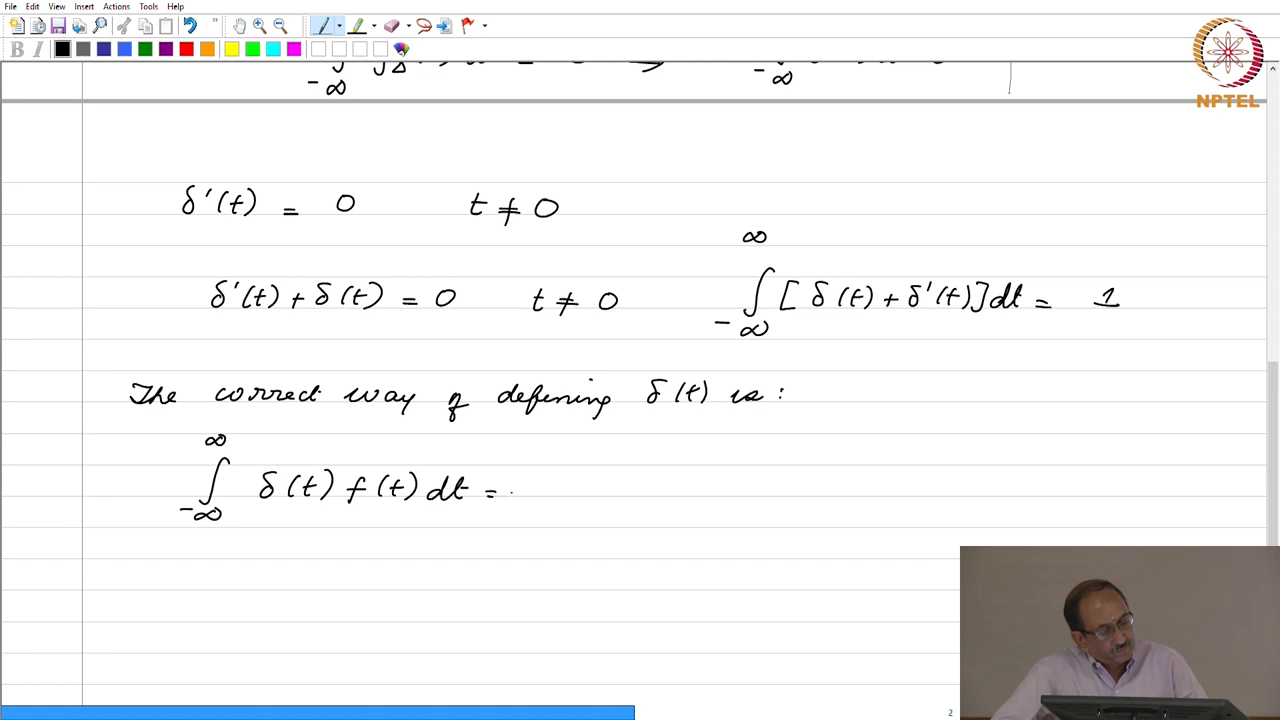 File Edit View Insert Actions Tools Help
B I
NPTEL
-∞ -∞
δ'(t) = 0 t ≠ 0
δ'(t) + δ(t) = 0 t ≠ 0 ∫_{-∞}^{∞} [δ(t) + δ'(t)] dt = 1
The correct way of defining δ(t) is:
∫_{-∞}^{∞} δ(t) f(t) dt =
2